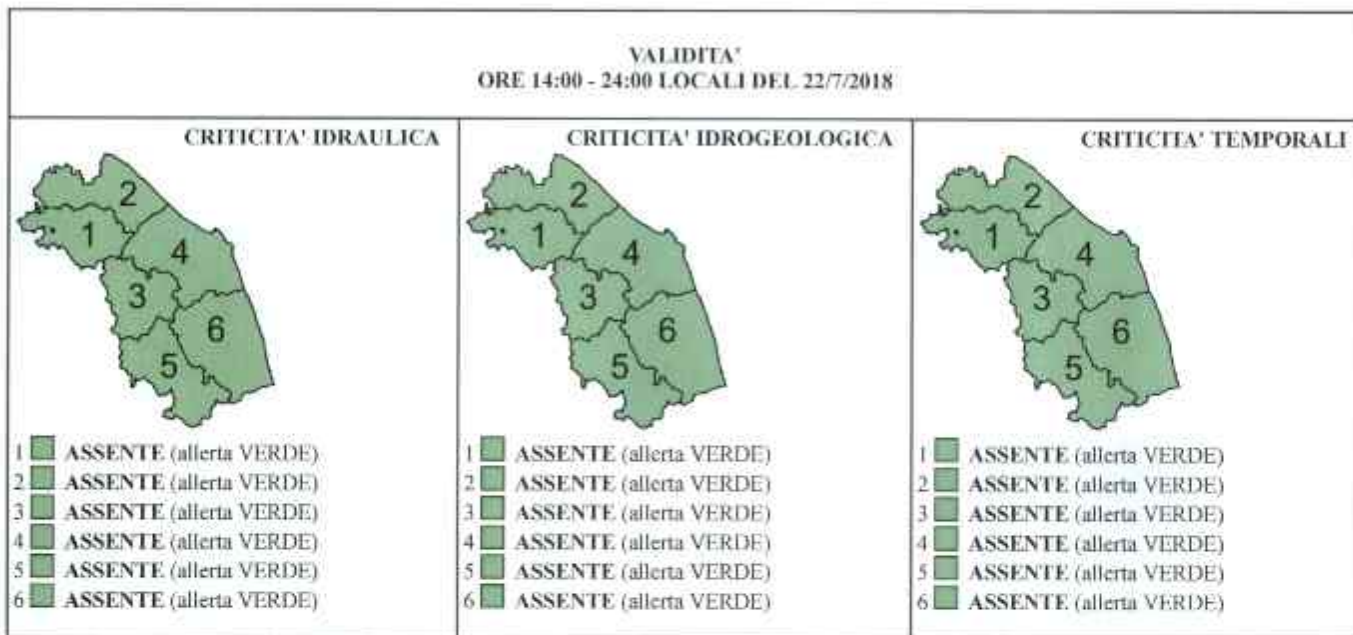 VALIDITA'
ORE 14:00 - 24:00 LOCALI DEL 22/7/2018
CRITICITA' IDRAULICA
2
1
4
3
6
5
1 ASSENTE (allerta VERDE)
2 ASSENTE (allerta VERDE)
3 ASSENTE (allerta VERDE)
4 ASSENTE (allerta VERDE)
5 ASSENTE (allerta VERDE)
6 ASSENTE (allerta VERDE)
CRITICITA' IDROGEOLOGICA
2
1
4
3
6
5
1 ASSENTE (allerta VERDE)
2 ASSENTE (allerta VERDE)
3 ASSENTE (allerta VERDE)
4 ASSENTE (allerta VERDE)
5 ASSENTE (allerta VERDE)
6 ASSENTE (allerta VERDE)
CRITICITA' TEMPORALI
2
1
4
3
6
5
1 ASSENTE (allerta VERDE)
2 ASSENTE (allerta VERDE)
3 ASSENTE (allerta VERDE)
4 ASSENTE (allerta VERDE)
5 ASSENTE (allerta VERDE)
6 ASSENTE (allerta VERDE)